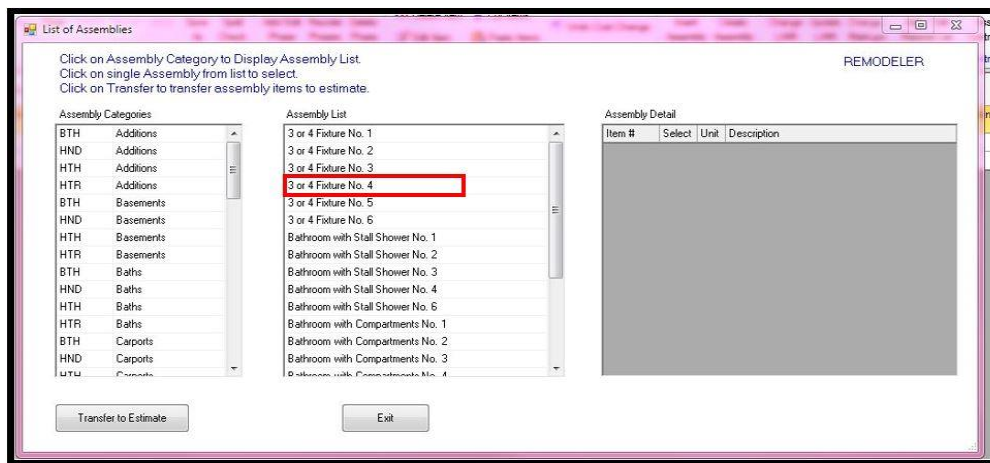 List of Assemblies
Click on Assembly Category to Display Assembly List.
Click on single Assembly from list to select.
Click on Transfer to transfer assembly items to estimate.
REMODELER
Assembly Categories
BTH Additions
HND Additions
HTH Additions
HTR Additions
BTH Basements
HND Basements
HTH Basements
HTR Basements
BTH Baths
HND Baths
HTH Baths
HTR Baths
BTH Carports
HND Carports
HTH Carports
Assembly List
3 or 4 Fixture No. 1
3 or 4 Fixture No. 2
3 or 4 Fixture No. 3
3 or 4 Fixture No. 4
3 or 4 Fixture No. 5
3 or 4 Fixture No. 6
Bathroom with Stall Shower No. 1
Bathroom with Stall Shower No. 2
Bathroom with Stall Shower No. 3
Bathroom with Stall Shower No. 4
Bathroom with Stall Shower No. 6
Bathroom with Compartments No. 1
Bathroom with Compartments No. 2
Bathroom with Compartments No. 3
Bathroom with Compartments No. 4
Assembly Detail
Item # Select Unit Description
Transfer to Estimate
Exit